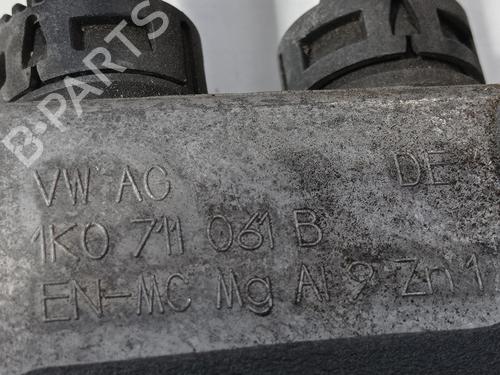 B-PARTS
VW AG DE
1K0 711 061 B
EN-MC Mg Al 9 Zn 1